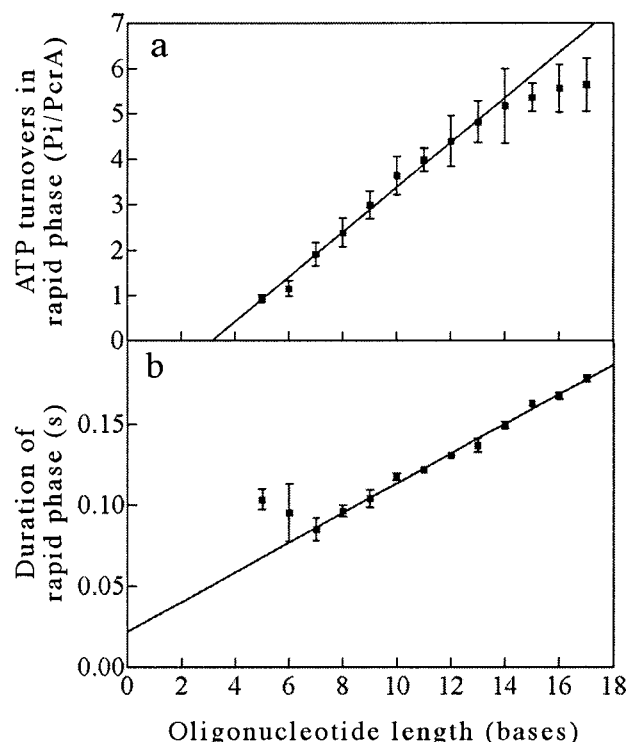 a
7
6
5
4
3
2
1
0
ATP turnovers in
rapid phase (Pi/PcrA)
b
0.15
0.10
0.05
0.00
Duration of
rapid phase (s)
0 2 4 6 8 10 12 14 16 18
Oligonucleotide length (bases)